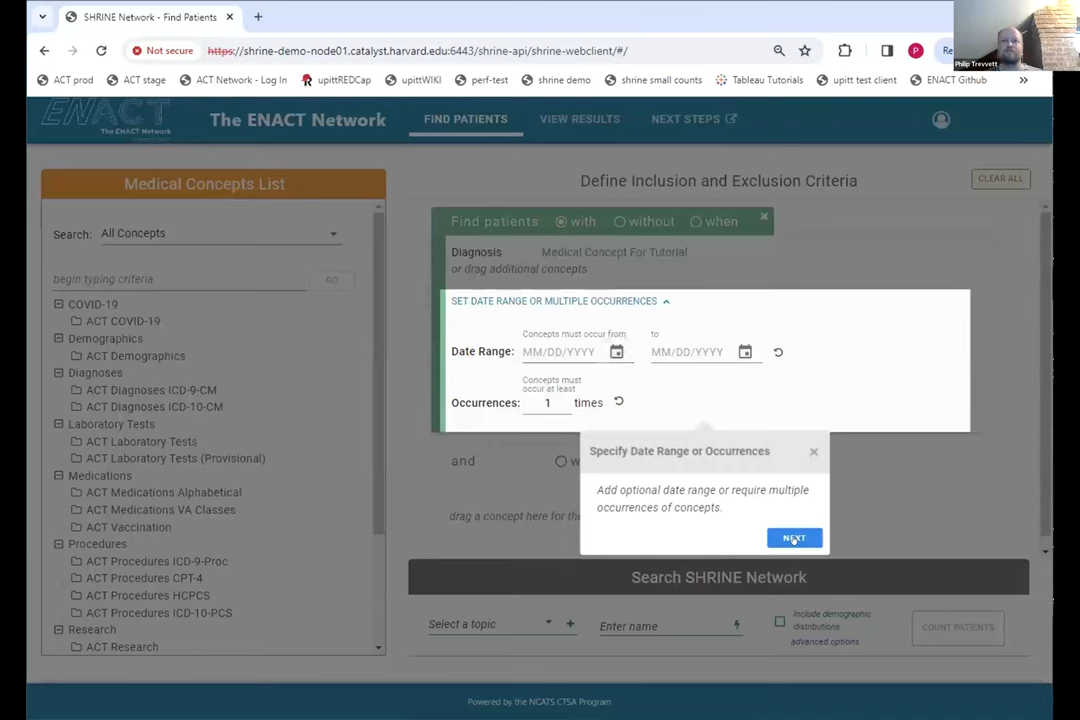 SHRINE Network - Find Patients
Not secure
https://shrine-demo-node01.catalyst.harvard.edu:6443/shrine-api/shrine-webclient/#/
P
Re
Philip Trevvett
ACT prod
ACT stage
ACT Network - Log In
upittREDCap
upittWIKI
perf-test
shrine demo
shrine small counts
Tableau Tutorials
upitt test client
ENACT Github
ENACT
The ENACT Network
The ENACT Network
FIND PATIENTS
VIEW RESULTS
NEXT STEPS
Medical Concepts List
Search: All Concepts
begin typing criteria
GO
COVID-19
ACT COVID-19
Demographics
ACT Demographics
Diagnoses
ACT Diagnoses ICD-9-CM
ACT Diagnoses ICD-10-CM
Laboratory Tests
ACT Laboratory Tests
ACT Laboratory Tests (Provisional)
Medications
ACT Medications Alphabetical
ACT Medications VA Classes
ACT Vaccination
Procedures
ACT Procedures ICD-9-Proc
ACT Procedures CPT-4
ACT Procedures HCPCS
ACT Procedures ICD-10-PCS
Research
ACT Research
Define Inclusion and Exclusion Criteria
CLEAR ALL
Find patients with without when
Diagnosis Medical Concept For Tutorial
or drag additional concepts
SET DATE RANGE OR MULTIPLE OCCURRENCES
Concepts must occur from to
Date Range: MM/DD/YYYY MM/DD/YYYY
Concepts must
occur at least
Occurrences: 1 times
and
drag a concept here for the
Specify Date Range or Occurrences
Add optional date range or require multiple
occurrences of concepts.
NEXT
Search SHRINE Network
Select a topic
Enter name
Include demographic
distributions
advanced options
COUNT PATIENTS
Powered by the NCATS CTSA Program